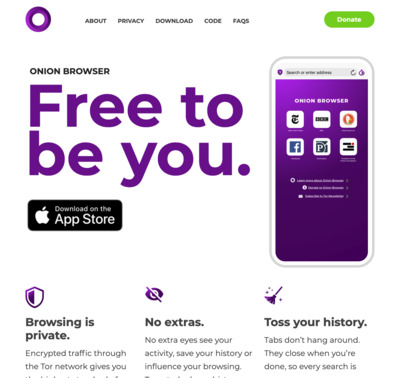 ABOUT PRIVACY DOWNLOAD CODE FAQS Donate
ONION BROWSER
Free to
be you.
Download on the
App Store
Search or enter address
ONION BROWSER
BBC
Learn more about Onion Browser
Donate to Onion Browser
Subscribe to Tor Newsletter
Browsing is
private.
Encrypted traffic through
the Tor network gives you
No extras.
No extra eyes see your
activity, save your history or
influence your browsing.
Toss your history.
Tabs don't hang around.
They close when you're
done, so every search is